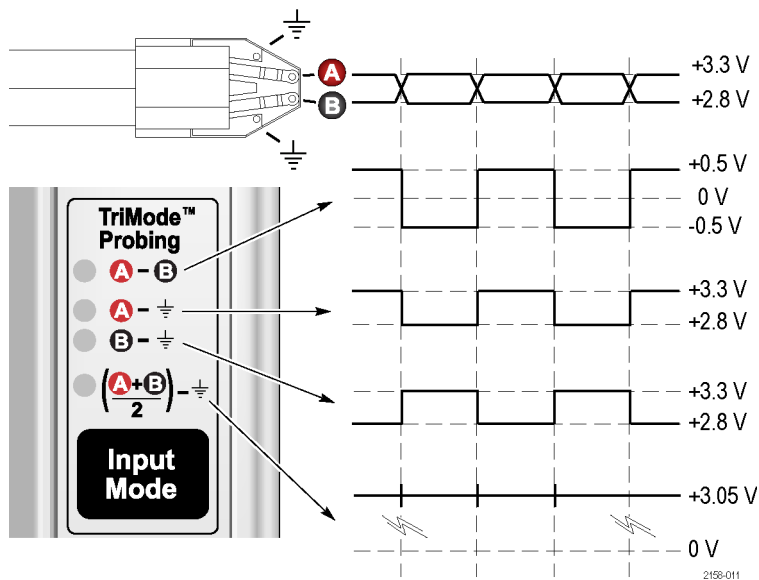 A
B
+3.3 V
+2.8 V
+0.5 V
0 V
-0.5 V
TriMode™
Probing
A - B
A -
B -
(A+B / 2) -
Input
Mode
+3.3 V
+2.8 V
+3.3 V
+2.8 V
+3.05 V
0 V
2158-011